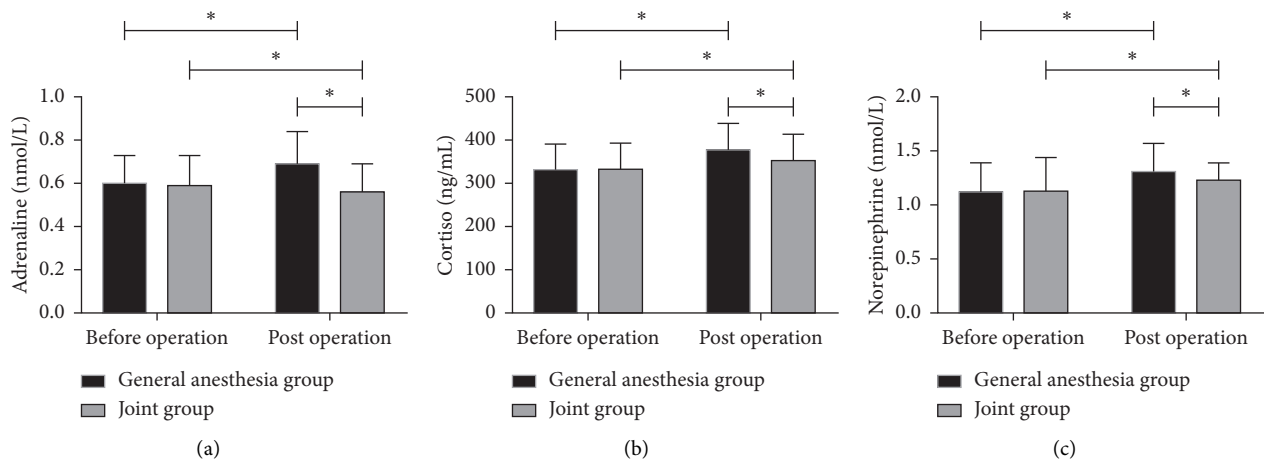 *
*
*
Adrenaline (nmol/L)
1.0
0.8
0.6
0.4
0.6
0.0
Before operation
Post operation
General anesthesia group
Joint group
(a)
*
*
*
Cortiso (ng/mL)
500
400
300
200
100
0
Before operation
Post operation
General anesthesia group
Joint group
(b)
*
*
*
Norepinephrine (nmol/L)
2.0
1.5
1.0
0.5
0.0
Before operation
Post operation
General anesthesia group
Joint group
(c)